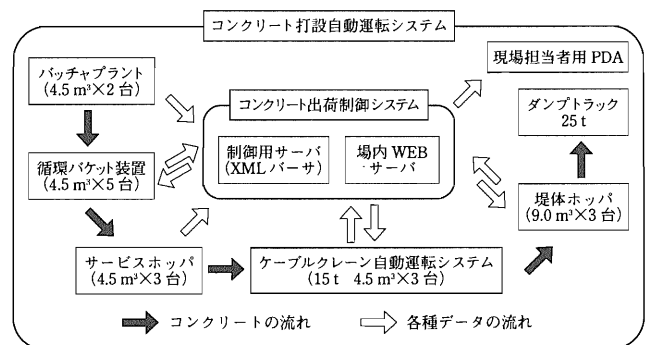 コンクリート打設自動運転システム
現場担当者用 PDA
バッチャプラント
(4.5 m³×2 台)
コンクリート出荷制御システム
ダンプトラック
25 t
制御用サーバ
(XML バーサ)
場内 WEB
サーバ
循環バケット装置
(4.5 m³×5 台)
堤体ホッパ
(9.0 m³×3 台)
サービスホッパ
(4.5 m³×3 台)
ケーブルクレーン自動運転システム
(15 t 4.5 m³×3 台)
コンクリートの流れ
各種データの流れ